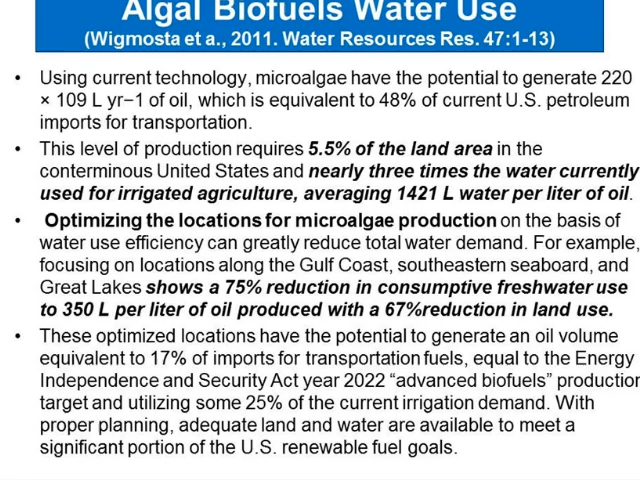 Algal Biofuels Water Use
(Wigmosta et a., 2011. Water Resources Res. 47:1-13)
• Using current technology, microalgae have the potential to generate 220
× 109 L yr−1 of oil, which is equivalent to 48% of current U.S. petroleum
imports for transportation.
• This level of production requires 5.5% of the land area in the
conterminous United States and nearly three times the water currently
used for irrigated agriculture, averaging 1421 L water per liter of oil.
• Optimizing the locations for microalgae production on the basis of
water use efficiency can greatly reduce total water demand. For example,
focusing on locations along the Gulf Coast, southeastern seaboard, and
Great Lakes shows a 75% reduction in consumptive freshwater use
to 350 L per liter of oil produced with a 67%reduction in land use.
• These optimized locations have the potential to generate an oil volume
equivalent to 17% of imports for transportation fuels, equal to the Energy
Independence and Security Act year 2022 “advanced biofuels” production
target and utilizing some 25% of the current irrigation demand. With
proper planning, adequate land and water are available to meet a
significant portion of the U.S. renewable fuel goals.